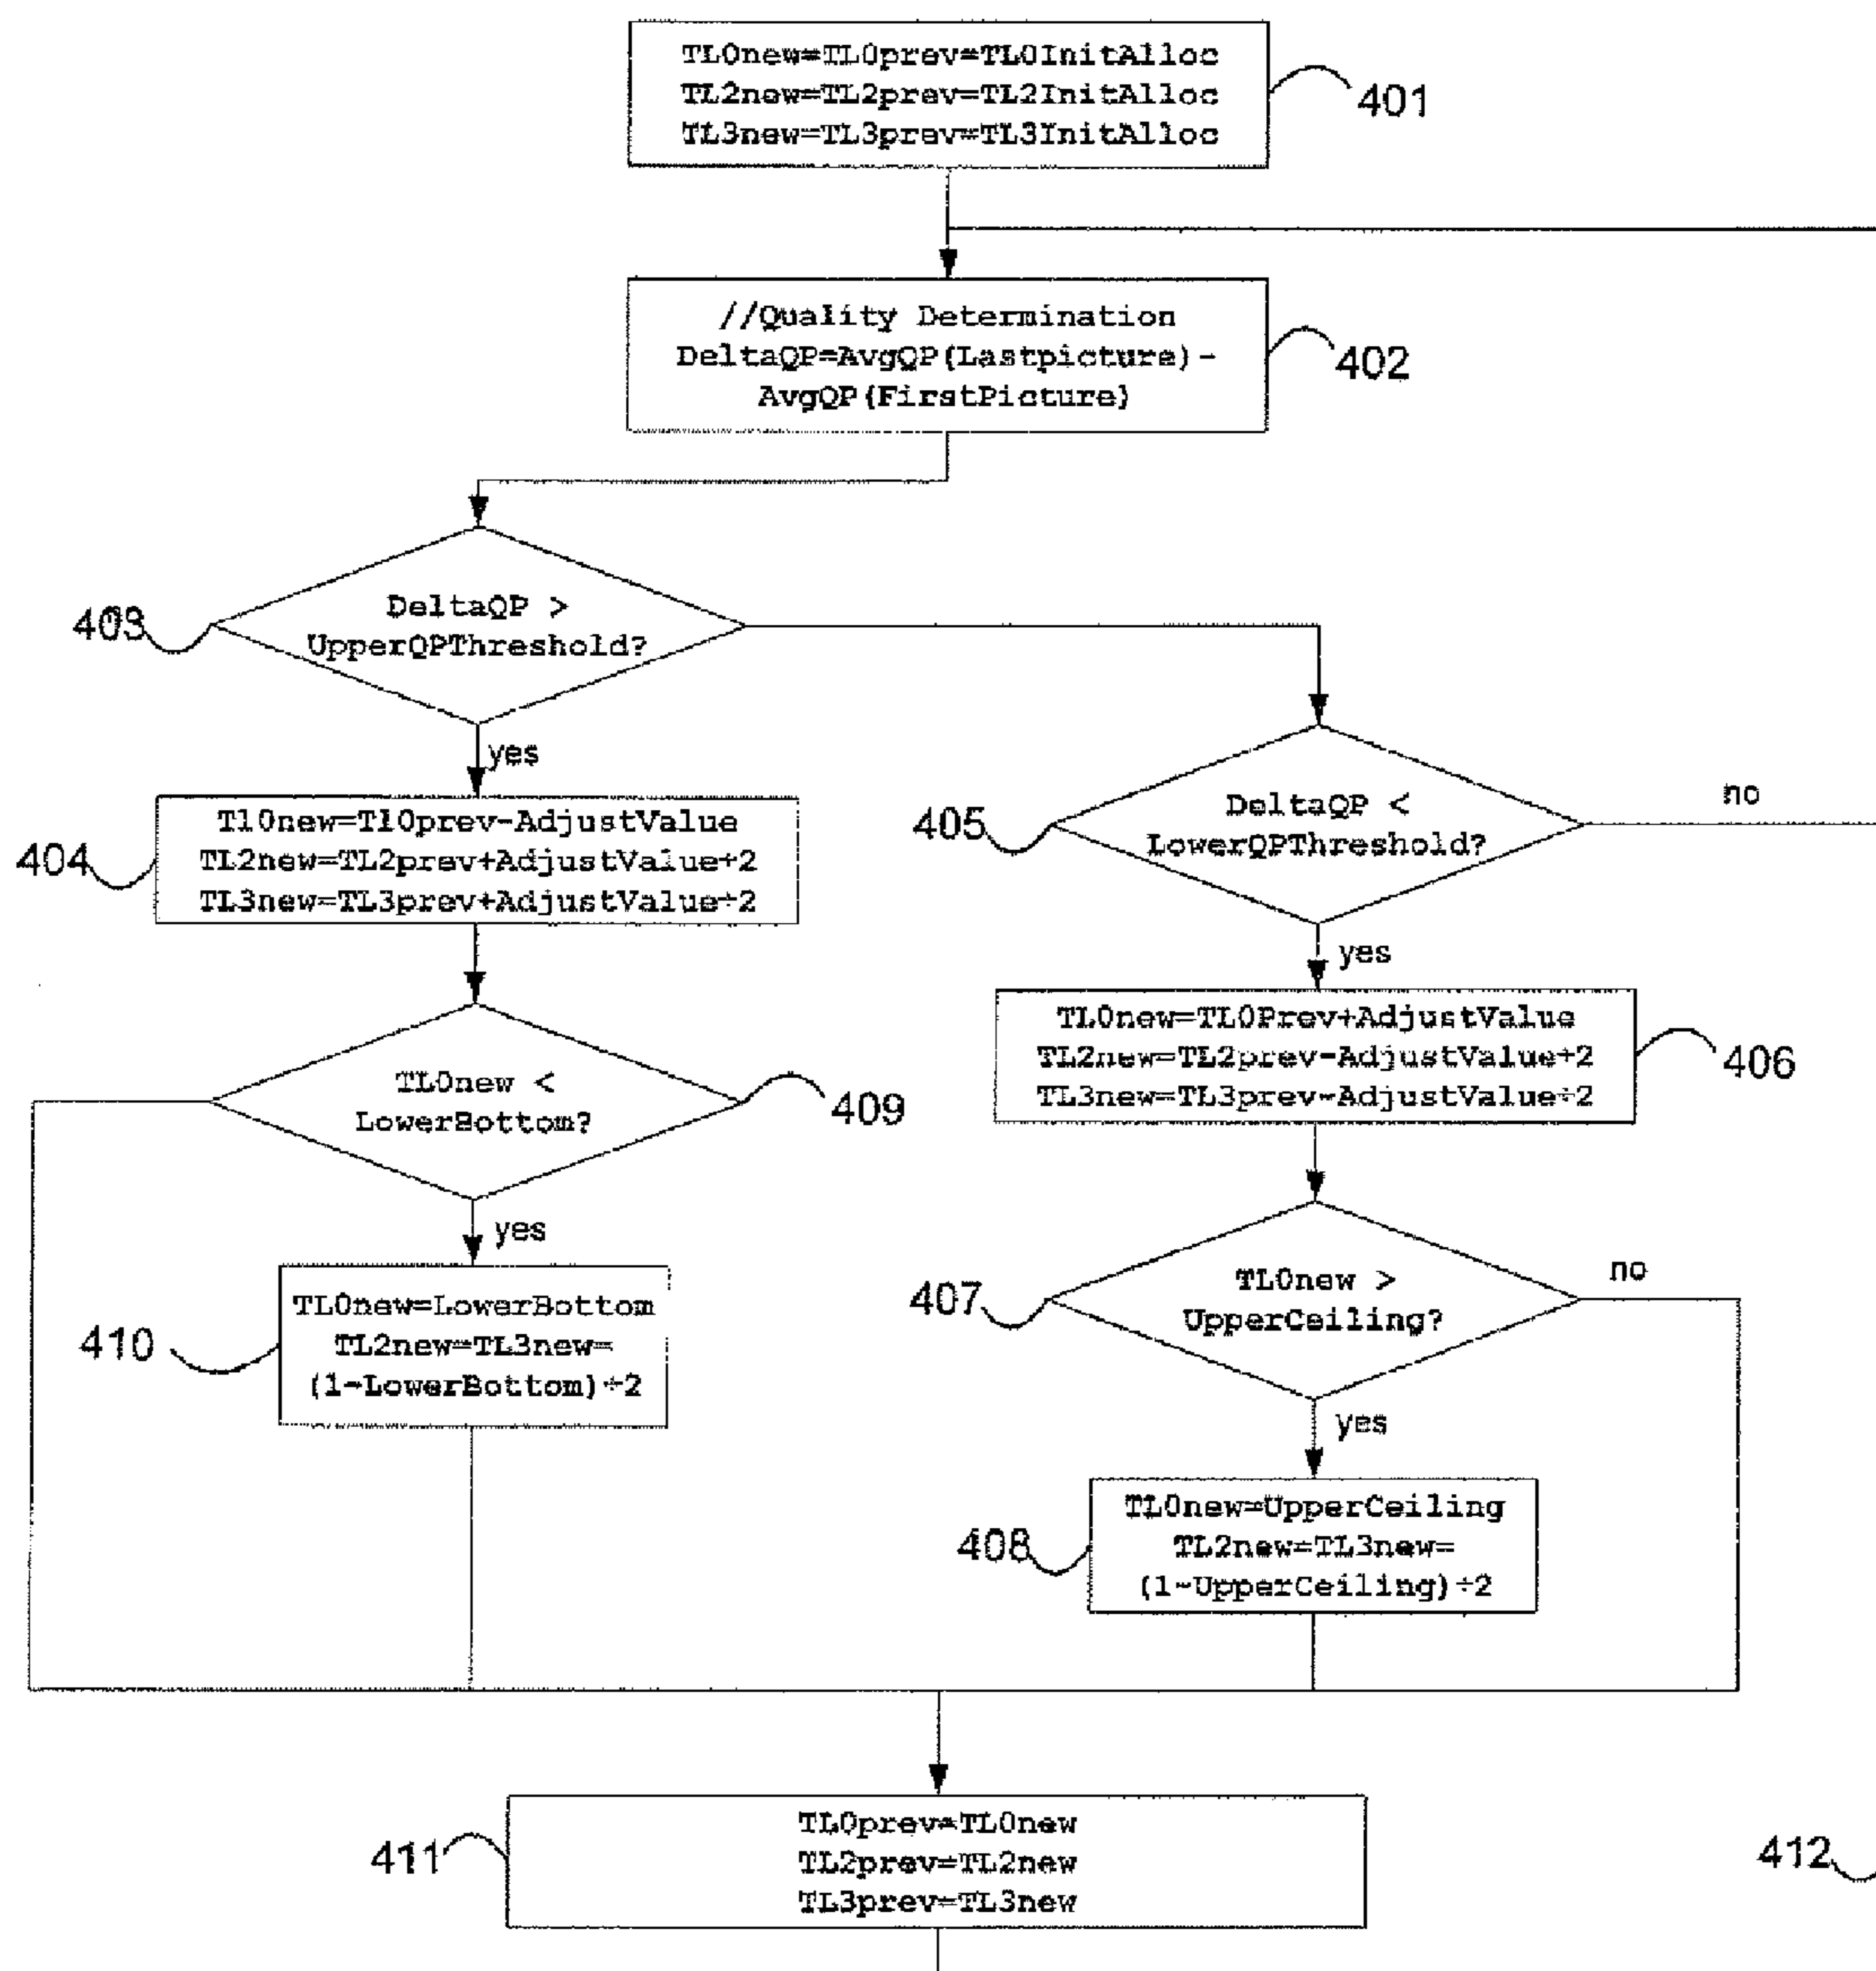 TL0new=TL0prev=TL0InitAlloc
TL2new=TL2prev=TL2InitAlloc
TL3new=TL3prev=TL3InitAlloc
401
//Quality Determination
DeltaQP=AvgQP(Lastpicture)-
AvgQP(FirstPicture)
402
403
DeltaQP >
UpperQPThreshold?
yes
404
Tl0new=Tl0prev-AdjustValue
TL2new=TL2prev+AdjustValue÷2
TL3new=TL3prev+AdjustValue÷2
405
DeltaQP <
LowerQPThreshold?
no
yes
TL0new=TL0Prev+AdjustValue
TL2new=TL2prev-AdjustValue÷2
TL3new=TL3prev-AdjustValue÷2
406
TL0new <
LowerBottom?
409
yes
410
TL0new=LowerBottom
TL2new=TL3new=
(1-LowerBottom)÷2
407
TL0new >
UpperCeiling?
no
yes
408
TL0new=UpperCeiling
TL2new=TL3new=
(1-UpperCeiling)÷2
411
TL0prev=TL0new
TL2prev=TL2new
TL3prev=TL3new
412